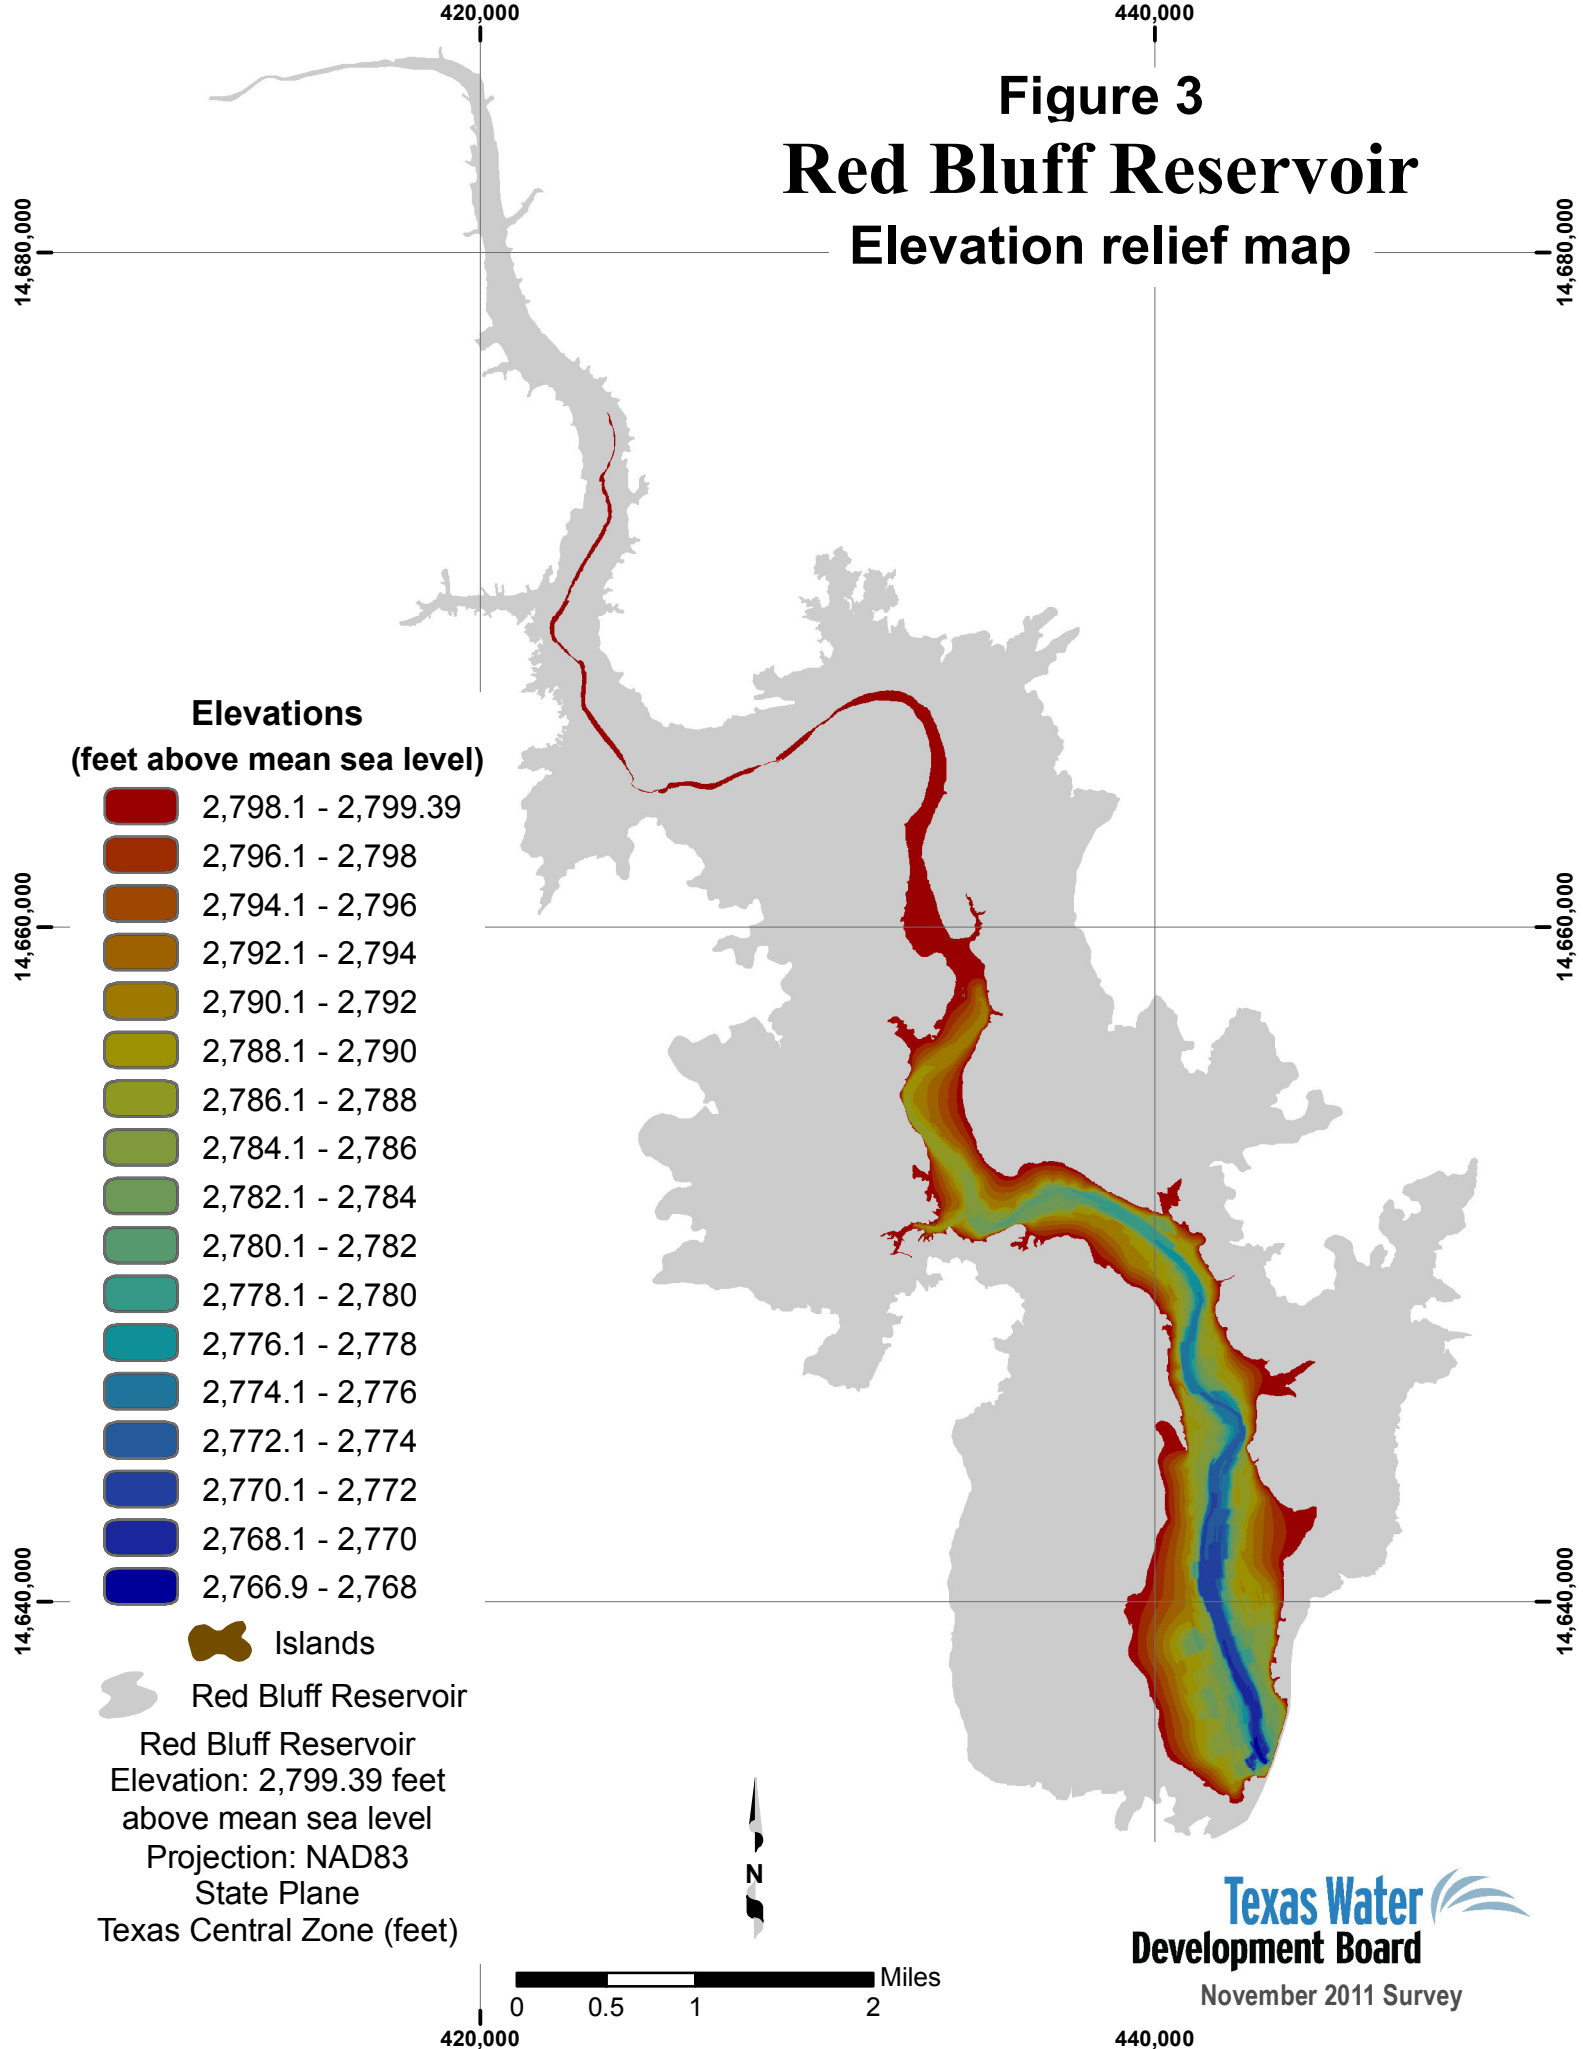 420,000
440,000
Figure 3
Red Bluff Reservoir
Elevation relief map
14,680,000
14,680,000
Elevations
(feet above mean sea level)
2,798.1 - 2,799.39
2,796.1 - 2,798
2,794.1 - 2,796
2,792.1 - 2,794
2,790.1 - 2,792
2,788.1 - 2,790
2,786.1 - 2,788
2,784.1 - 2,786
2,782.1 - 2,784
2,780.1 - 2,782
2,778.1 - 2,780
2,776.1 - 2,778
2,774.1 - 2,776
2,772.1 - 2,774
2,770.1 - 2,772
2,768.1 - 2,770
2,766.9 - 2,768
Islands
Red Bluff Reservoir
14,660,000
14,660,000
14,640,000
14,640,000
Red Bluff Reservoir
Elevation: 2,799.39 feet
above mean sea level
Projection: NAD83
State Plane
Texas Central Zone (feet)
N
Miles
0 0.5 1 2
Texas Water
Development Board
November 2011 Survey
420,000
440,000